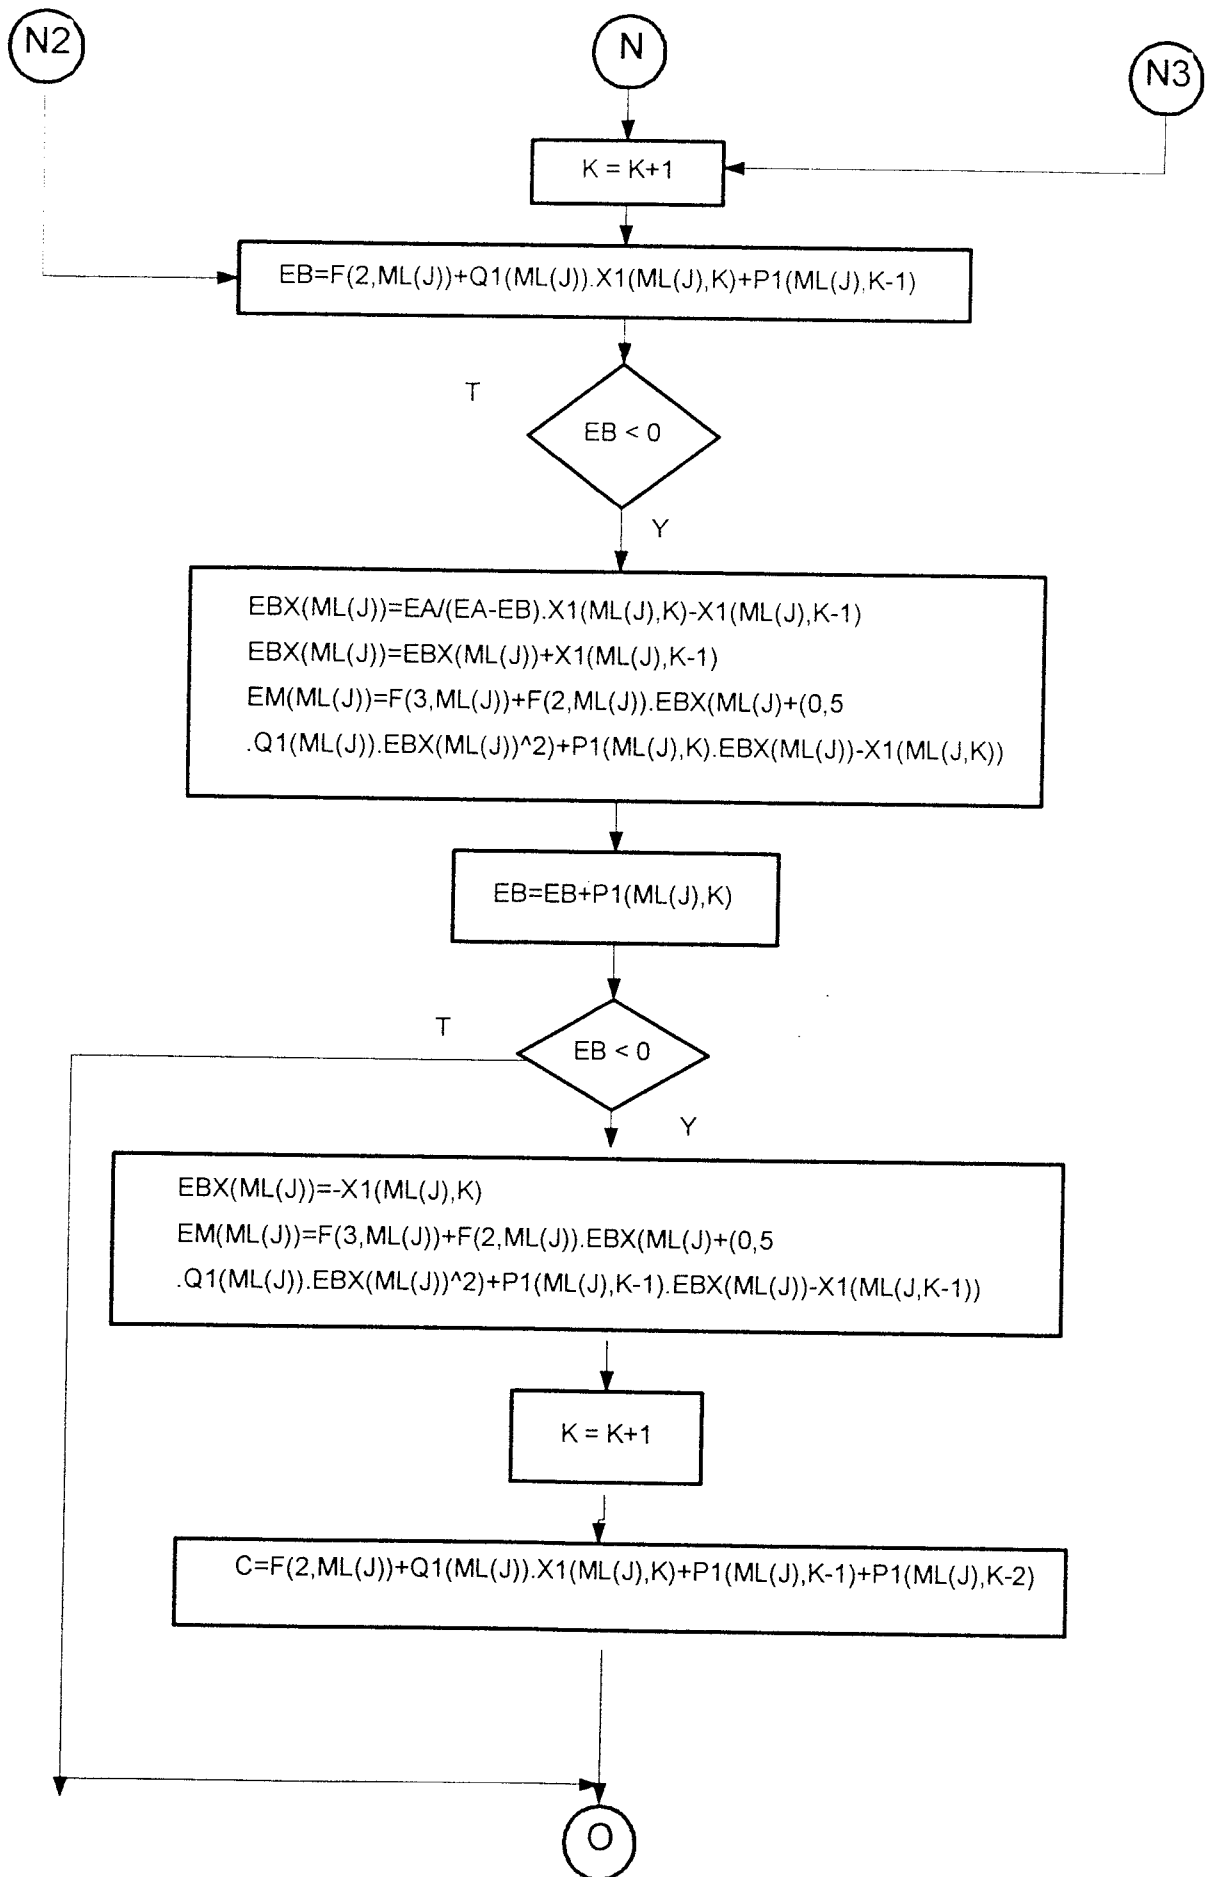 N2
N
N3
K = K+1
EB=F(2,ML(J))+Q1(ML(J)).X1(ML(J),K)+P1(ML(J),K-1)
T
EB < 0
Y
EBX(ML(J))=EA/(EA-EB).X1(ML(J),K)-X1(ML(J),K-1)
EBX(ML(J))=EBX(ML(J))+X1(ML(J),K-1)
EM(ML(J))=F(3,ML(J))+F(2,ML(J)).EBX(ML(J)+(0,5
.Q1(ML(J)).EBX(ML(J))^2)+P1(ML(J),K).EBX(ML(J))-X1(ML(J,K))
EB=EB+P1(ML(J),K)
T
EB < 0
Y
EBX(ML(J))=-X1(ML(J),K)
EM(ML(J))=F(3,ML(J))+F(2,ML(J)).EBX(ML(J)+(0,5
.Q1(ML(J)).EBX(ML(J))^2)+P1(ML(J),K-1).EBX(ML(J))-X1(ML(J,K-1))
K = K+1
C=F(2,ML(J))+Q1(ML(J)).X1(ML(J),K)+P1(ML(J),K-1)+P1(ML(J),K-2)
O